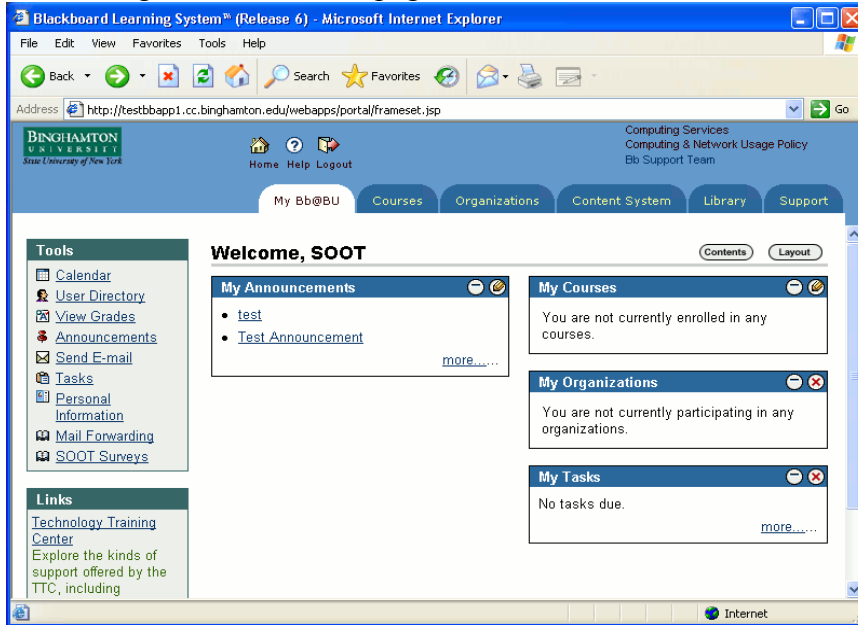 Blackboard Learning System™ (Release 6) - Microsoft Internet Explorer
File Edit View Favorites Tools Help
Back Search Favorites
Address http://testbbapp1.cc.binghamton.edu/webapps/portal/frameset.jsp Go
BINGHAMTON
UNIVERSITY
State University of New York
Home Help Logout
Computing Services
Computing & Network Usage Policy
Bb Support Team
My Bb@BU Courses Organizations Content System Library Support
Tools
Calendar
User Directory
View Grades
Announcements
Send E-mail
Tasks
Personal
Information
Mail Forwarding
SOOT Surveys
Links
Technology Training
Center
Explore the kinds of
support offered by the
TTC, including
Welcome, SOOT
Contents Layout
My Announcements
• test
• Test Announcement
more......
My Courses
You are not currently enrolled in any
courses.
My Organizations
You are not currently participating in any
organizations.
My Tasks
No tasks due.
more......
Internet